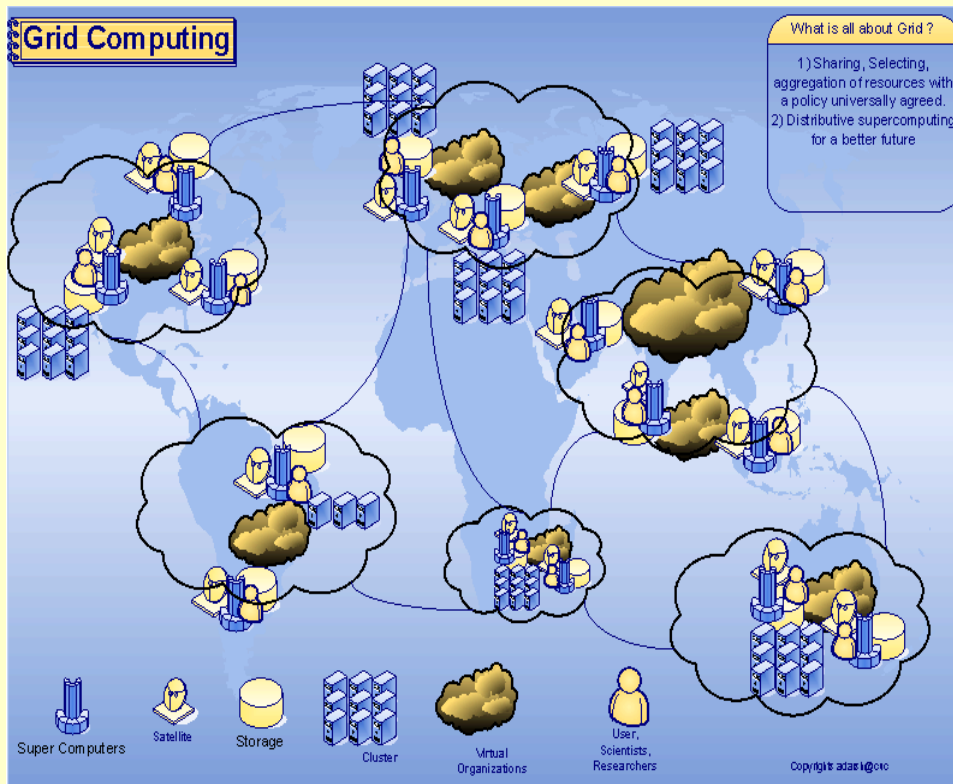 Grid Computing
What is all about Grid ?
1) Sharing, Selecting,
aggregation of resources with
a policy universally agreed.
2) Distributive supercomputing
for a better future
Super Computers
Satellite
Storage
Cluster
Virtual
Organizations
User,
Scientists,
Researchers
Copyrights